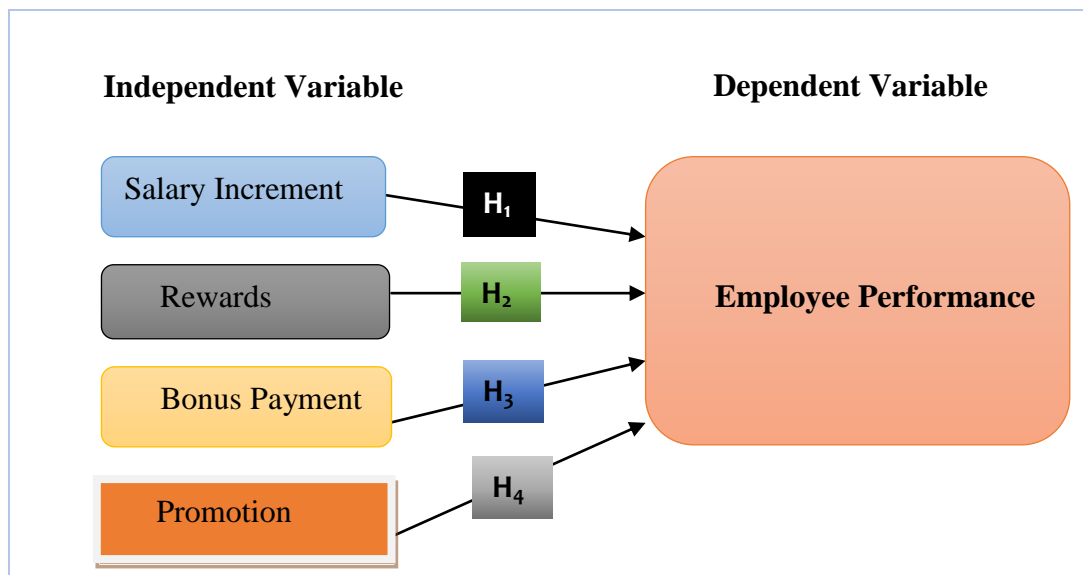 Independent Variable
Dependent Variable
Salary Increment
H₁
Rewards
H₂
Employee Performance
Bonus Payment
H₃
Promotion
H₄